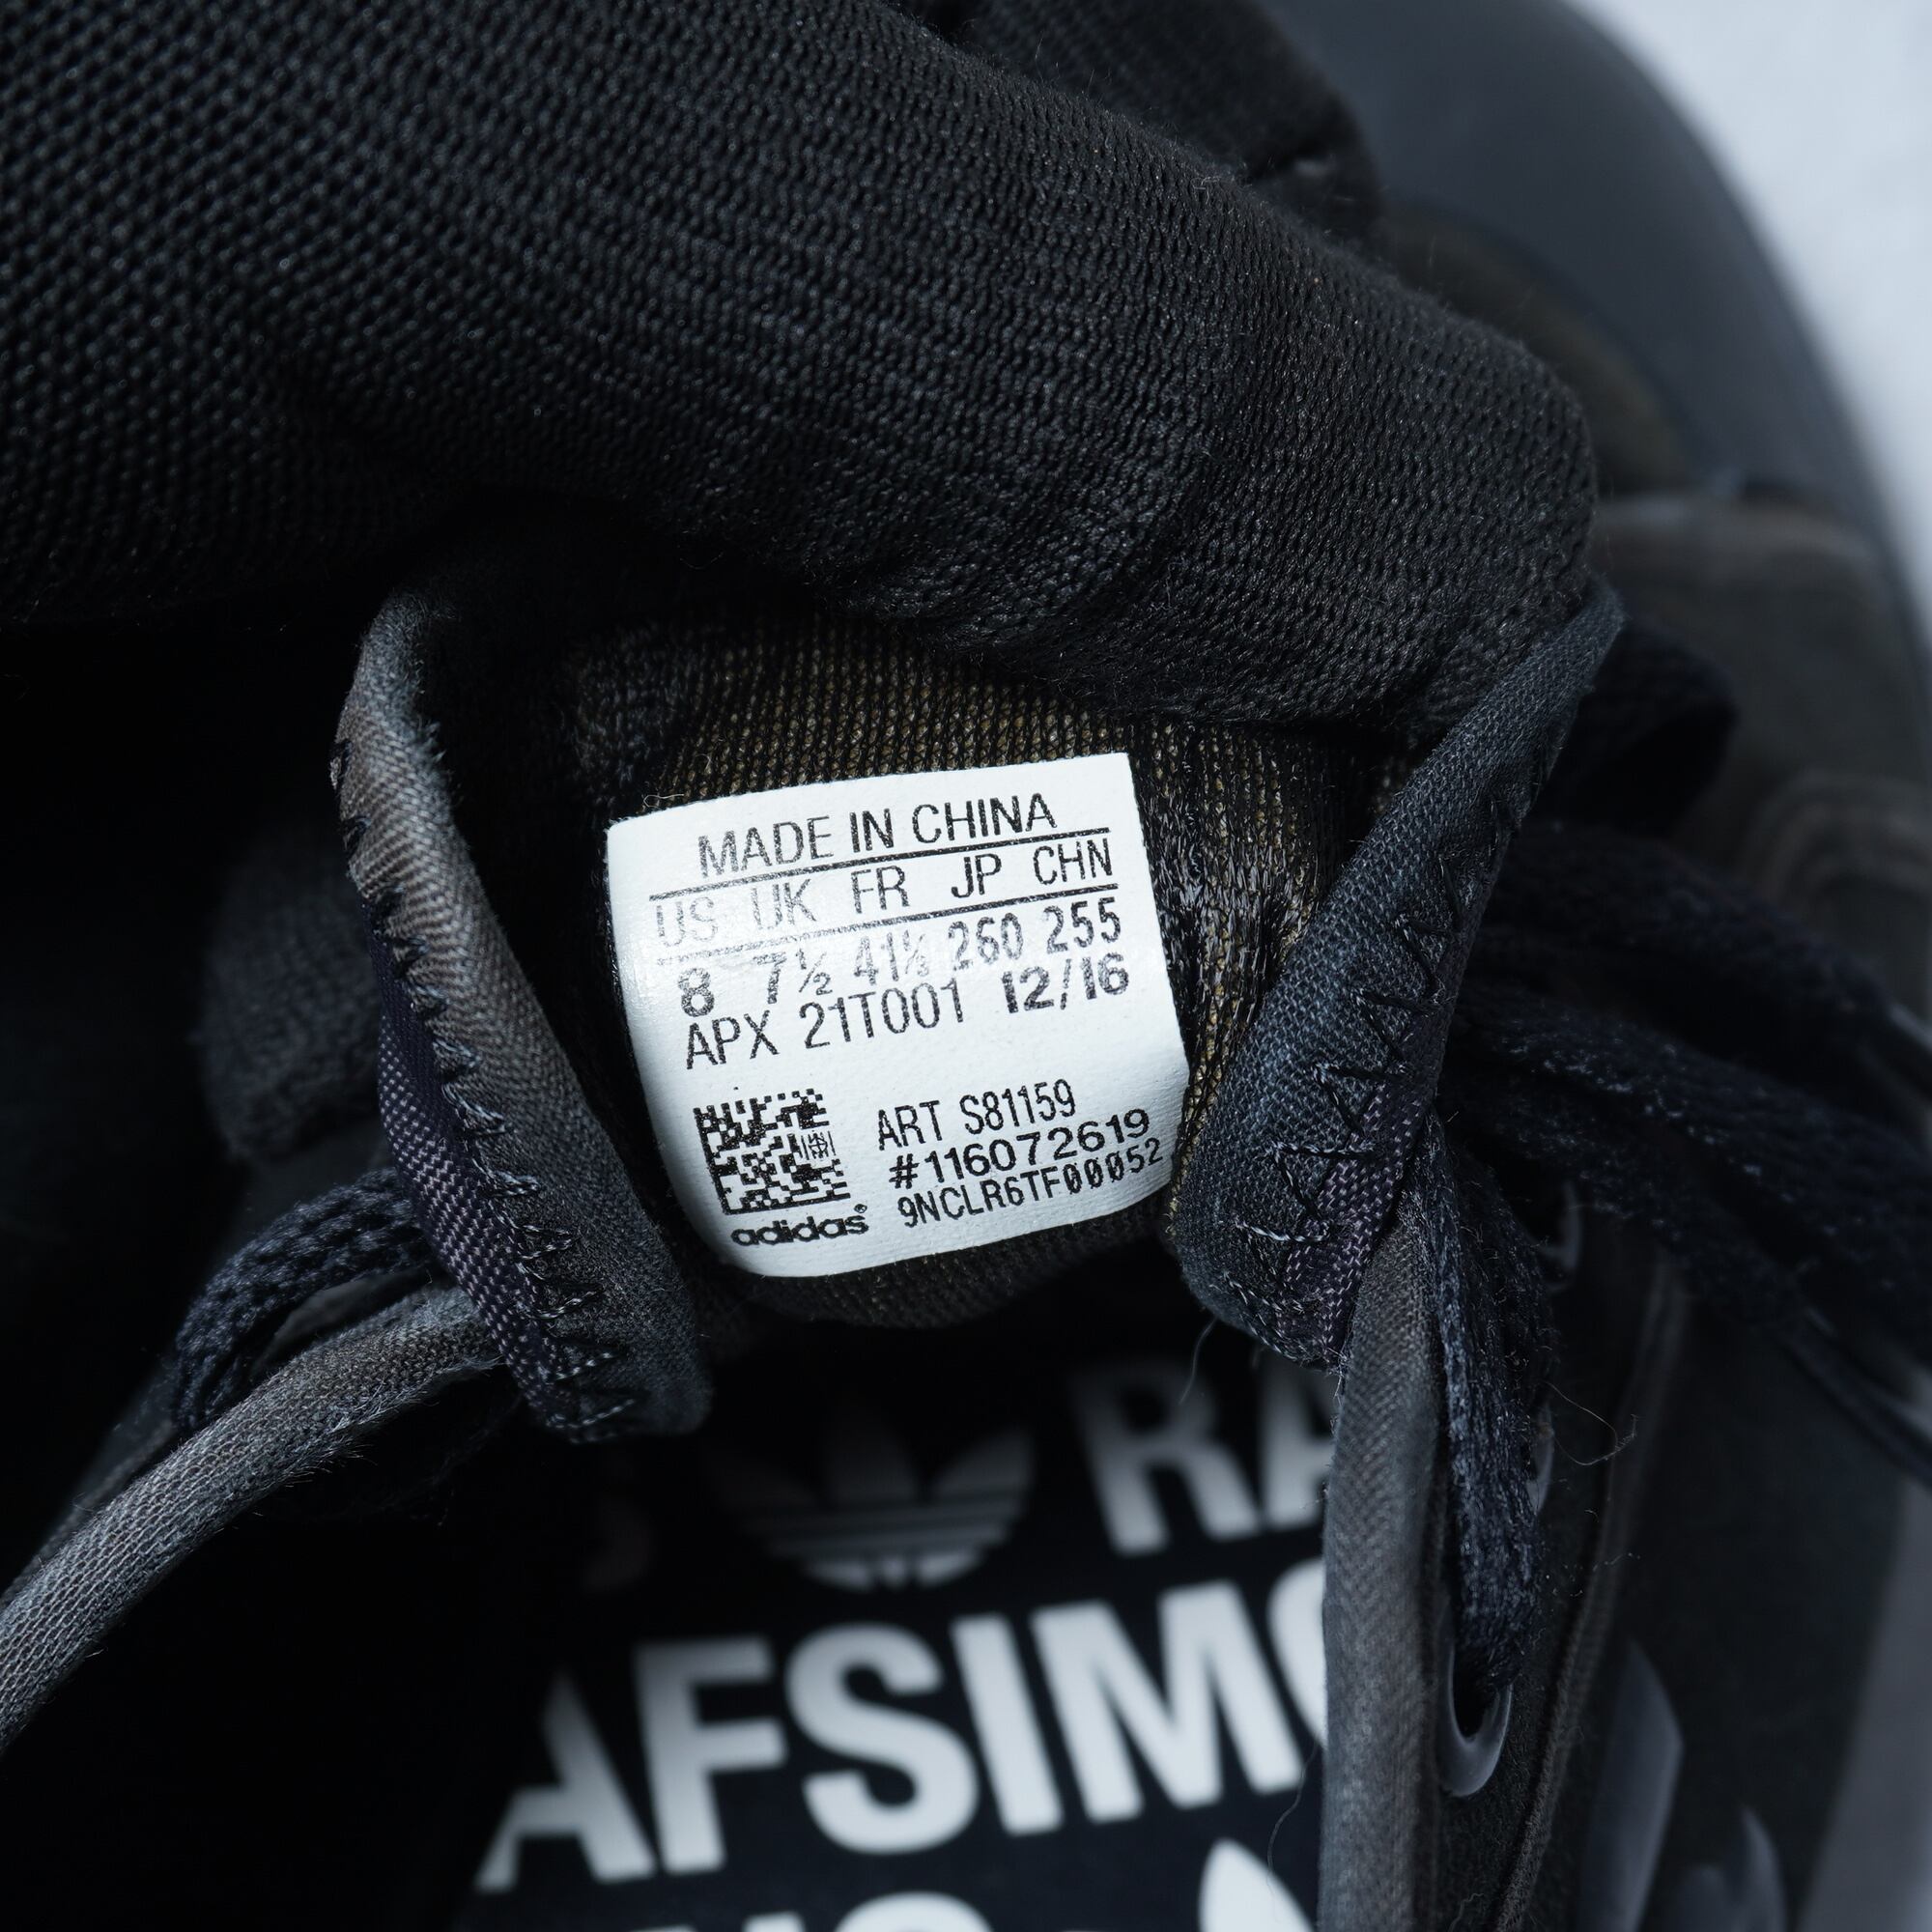 MADE IN CHINA
US UK FR JP CHN
8 7½ 41⅓ 260 255
APX 21T001 12/16
ART S81159
#116072619
9NCLR6TF00052
adidas
RA
AFSIMO